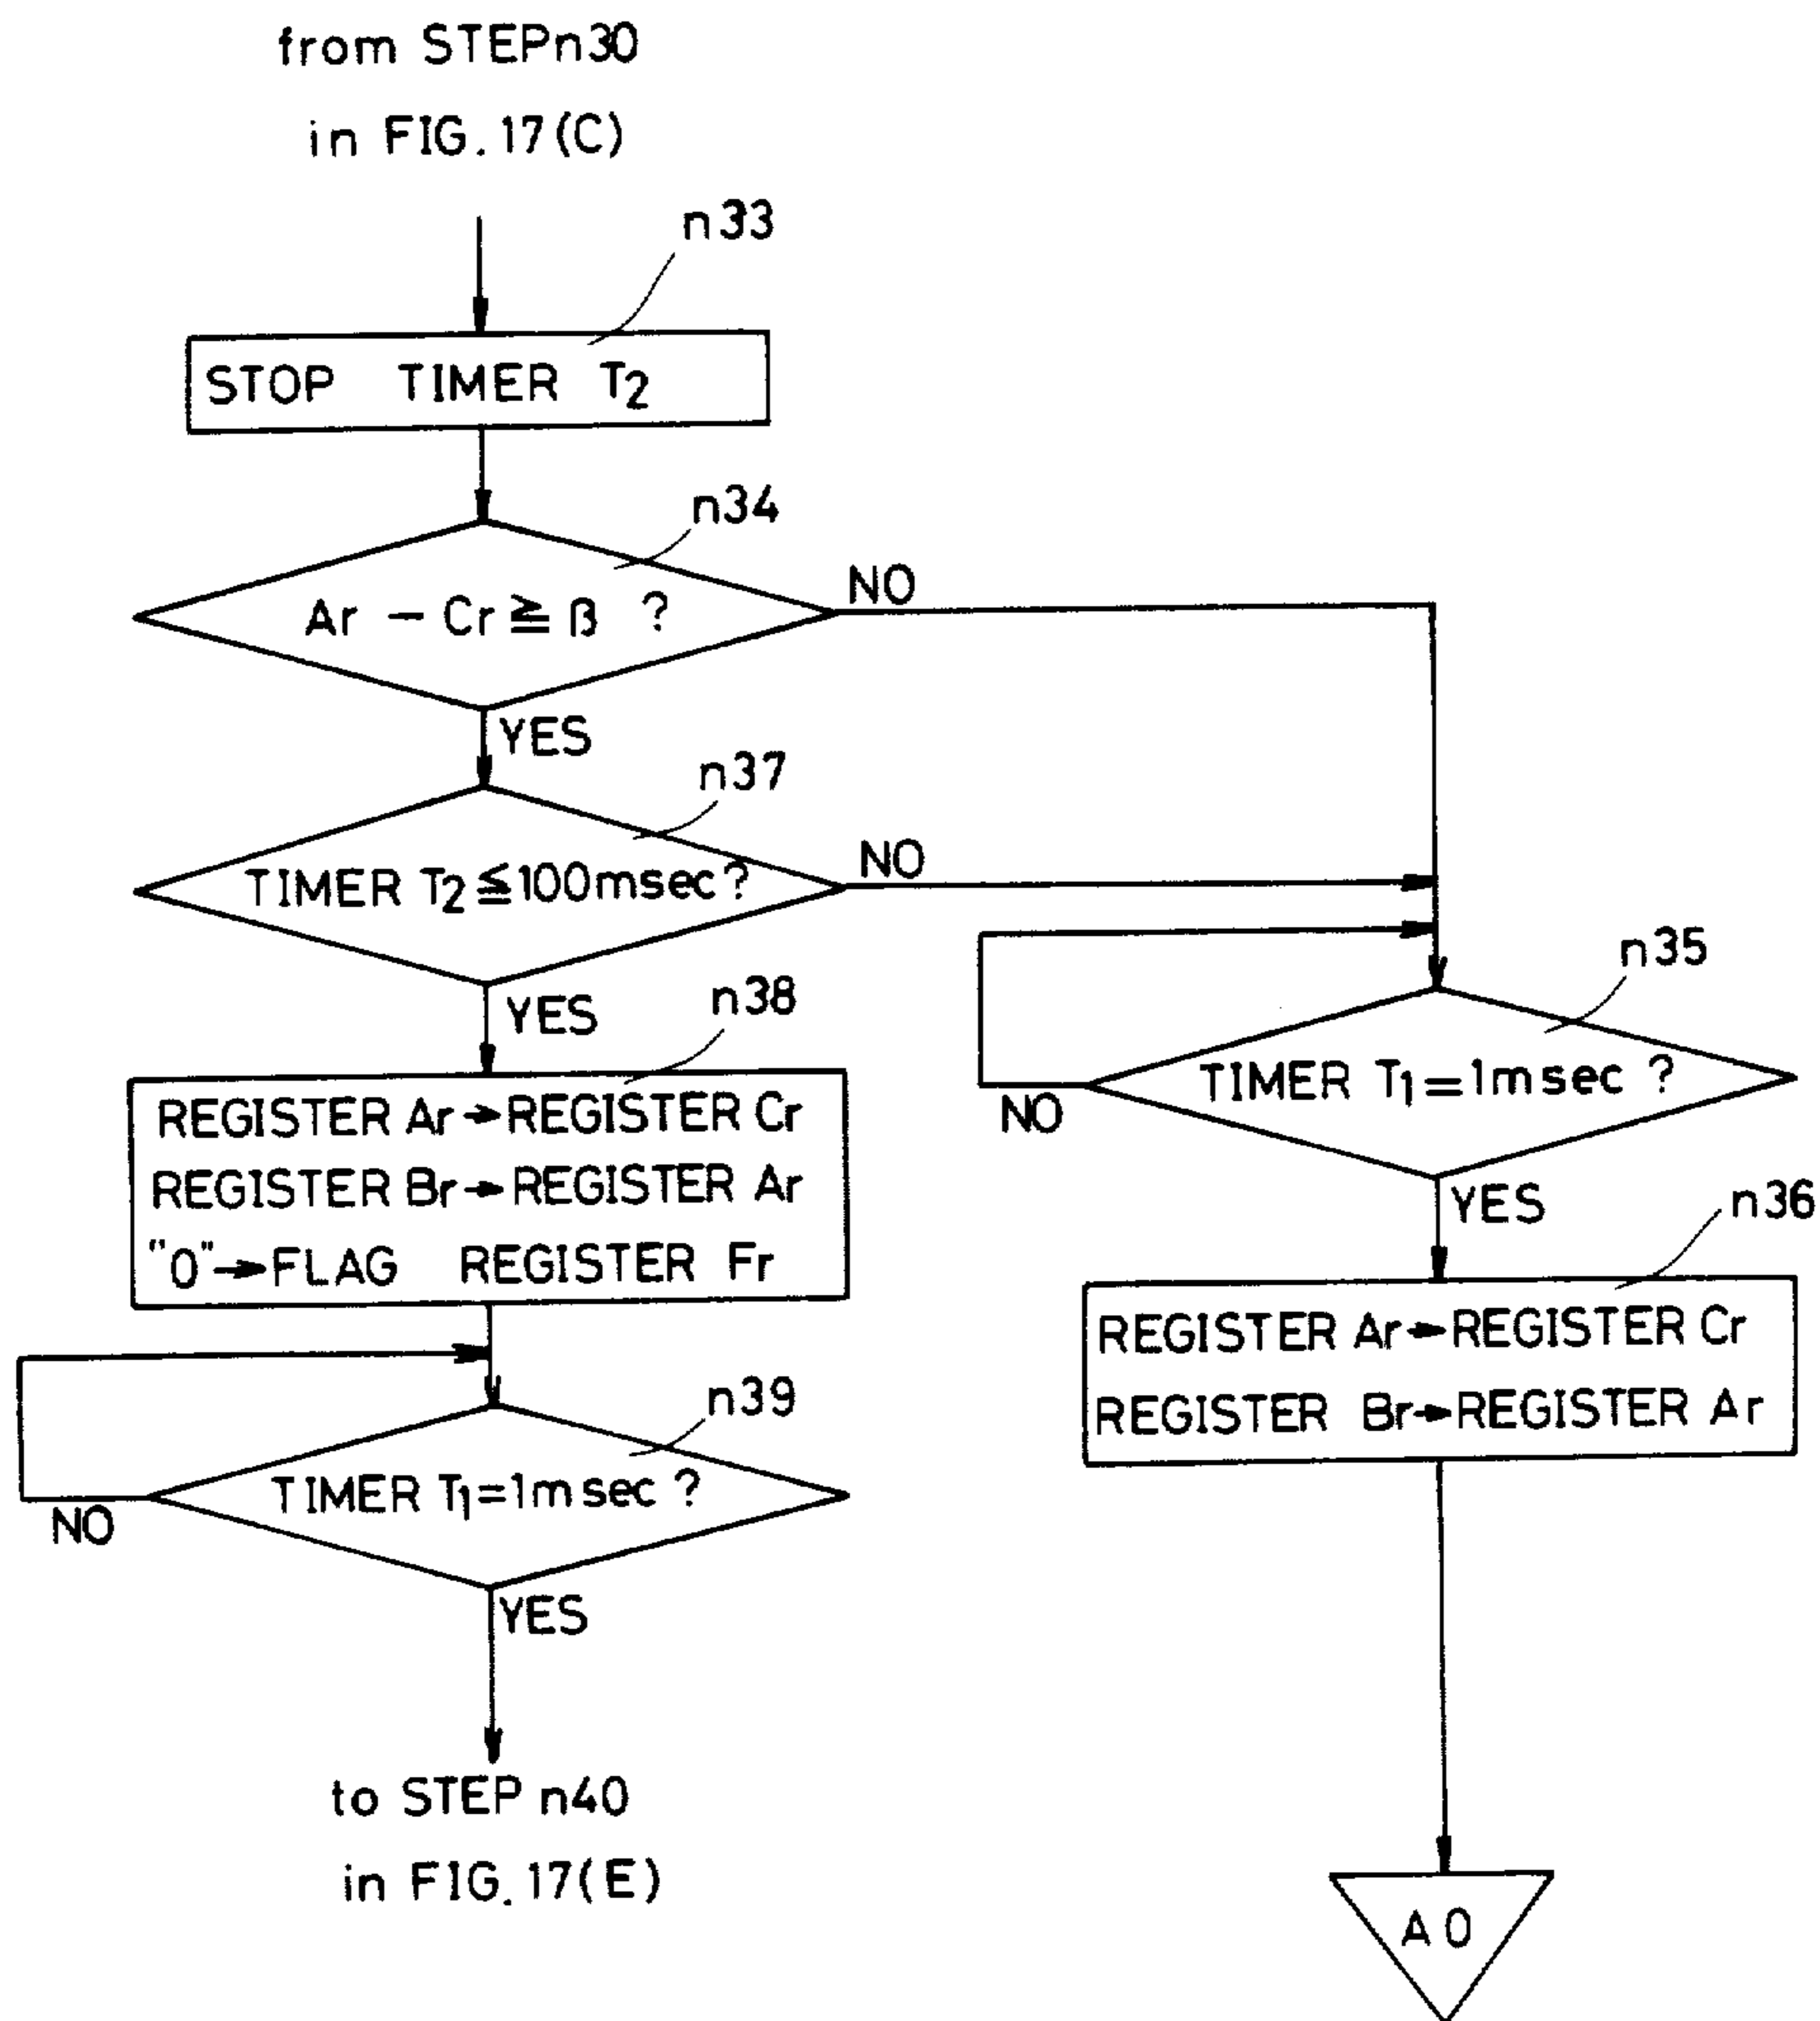 from STEPn30
in FIG. 17(C)
n33
STOP TIMER T2
n34
Ar - Cr ≧ β ?
NO
YES
n37
TIMER T2 ≦ 100msec?
NO
YES
n35
TIMER T1 = 1msec ?
NO
YES
n38
REGISTER Ar → REGISTER Cr
REGISTER Br → REGISTER Ar
"0" → FLAG REGISTER Fr
n36
REGISTER Ar → REGISTER Cr
REGISTER Br → REGISTER Ar
n39
TIMER T1 = 1msec ?
NO
YES
to STEP n40
in FIG. 17(E)
A0